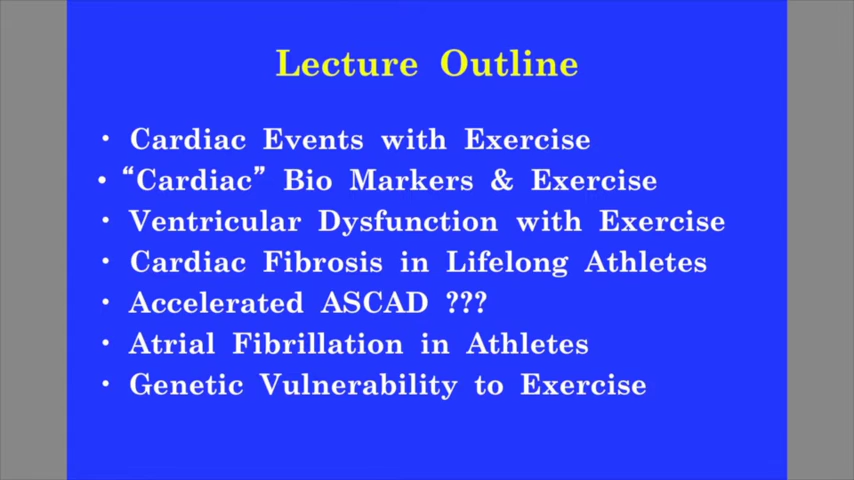 Lecture Outline
• Cardiac Events with Exercise
• “Cardiac” Bio Markers & Exercise
• Ventricular Dysfunction with Exercise
• Cardiac Fibrosis in Lifelong Athletes
• Accelerated ASCAD ???
• Atrial Fibrillation in Athletes
• Genetic Vulnerability to Exercise